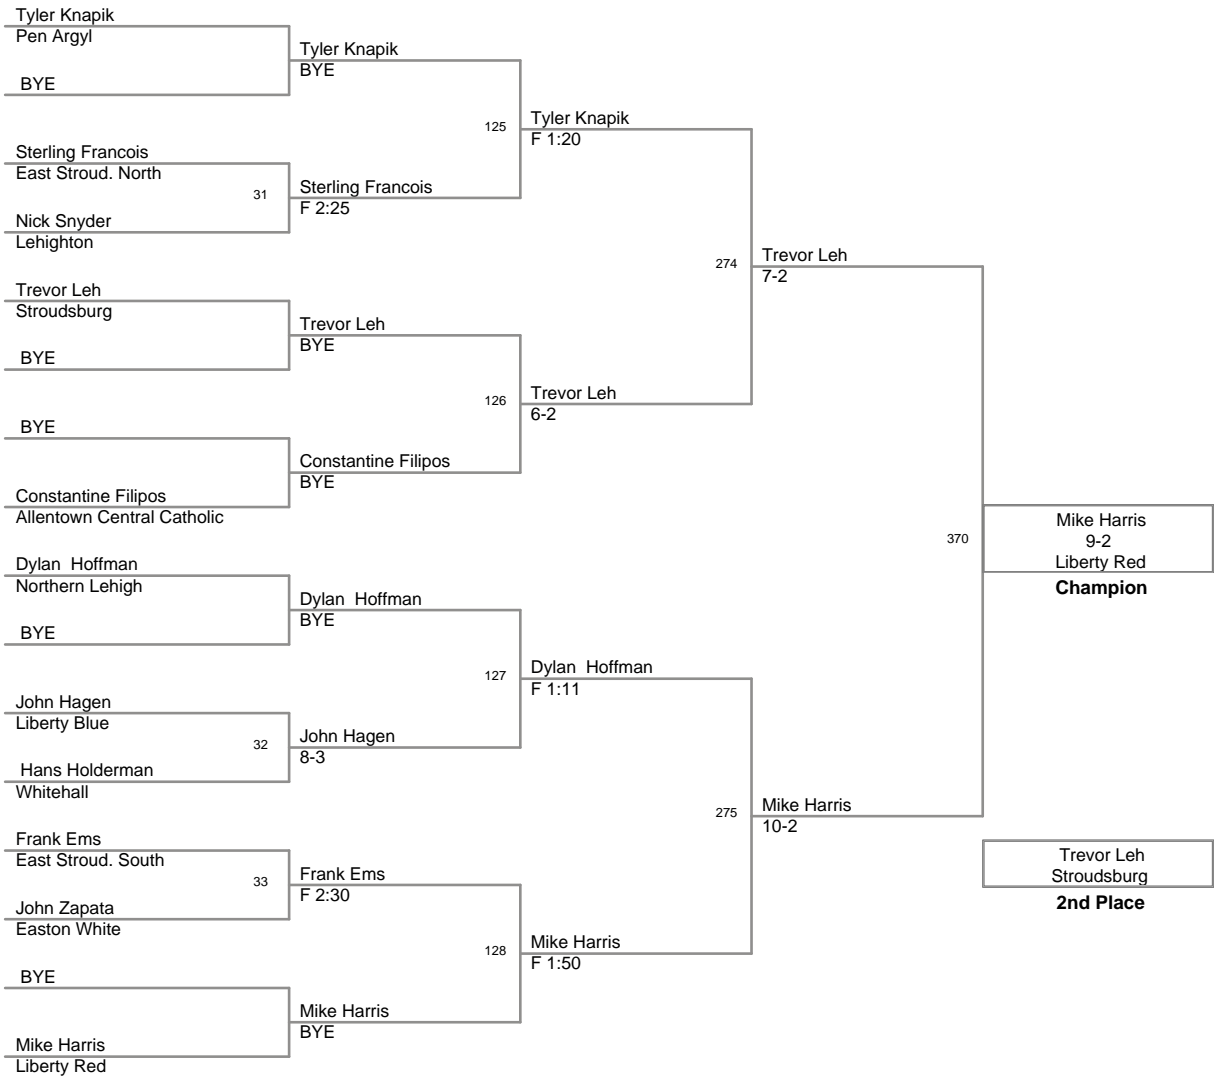 Tyler Knapik
Pen Argyl
BYE
Sterling Francois
East Stroud. North
Nick Snyder
Lehighton
Trevor Leh
Stroudsburg
BYE
BYE
Constantine Filipos
Allentown Central Catholic
Dylan  Hoffman
Northern Lehigh
BYE
John Hagen
Liberty Blue
Hans Holderman
Whitehall
Frank Ems
East Stroud. South
John Zapata
Easton White
BYE
Mike Harris
Liberty Red
31
32
33
Tyler Knapik
BYE
Sterling Francois
F 2:25
Trevor Leh
BYE
Constantine Filipos
BYE
Dylan  Hoffman
BYE
John Hagen
8-3
Frank Ems
F 2:30
Mike Harris
BYE
125
126
127
128
Tyler Knapik
F 1:20
Trevor Leh
6-2
Dylan  Hoffman
F 1:11
Mike Harris
F 1:50
274
275
Trevor Leh
7-2
Mike Harris
10-2
370
Mike Harris
9-2
Liberty Red
Champion
Trevor Leh
Stroudsburg
2nd Place